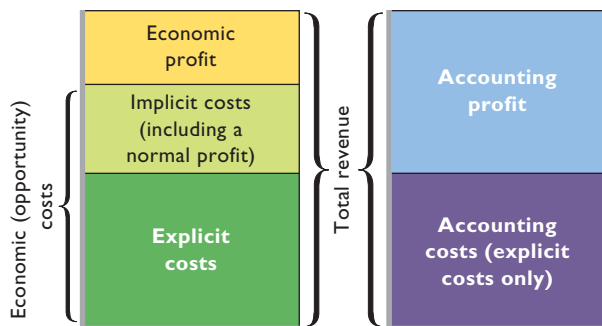 Economic (opportunity)
costs
Economic
profit
Implicit costs
(including a
normal profit)
Explicit
costs
Total revenue
Accounting
profit
Accounting
costs (explicit
costs only)